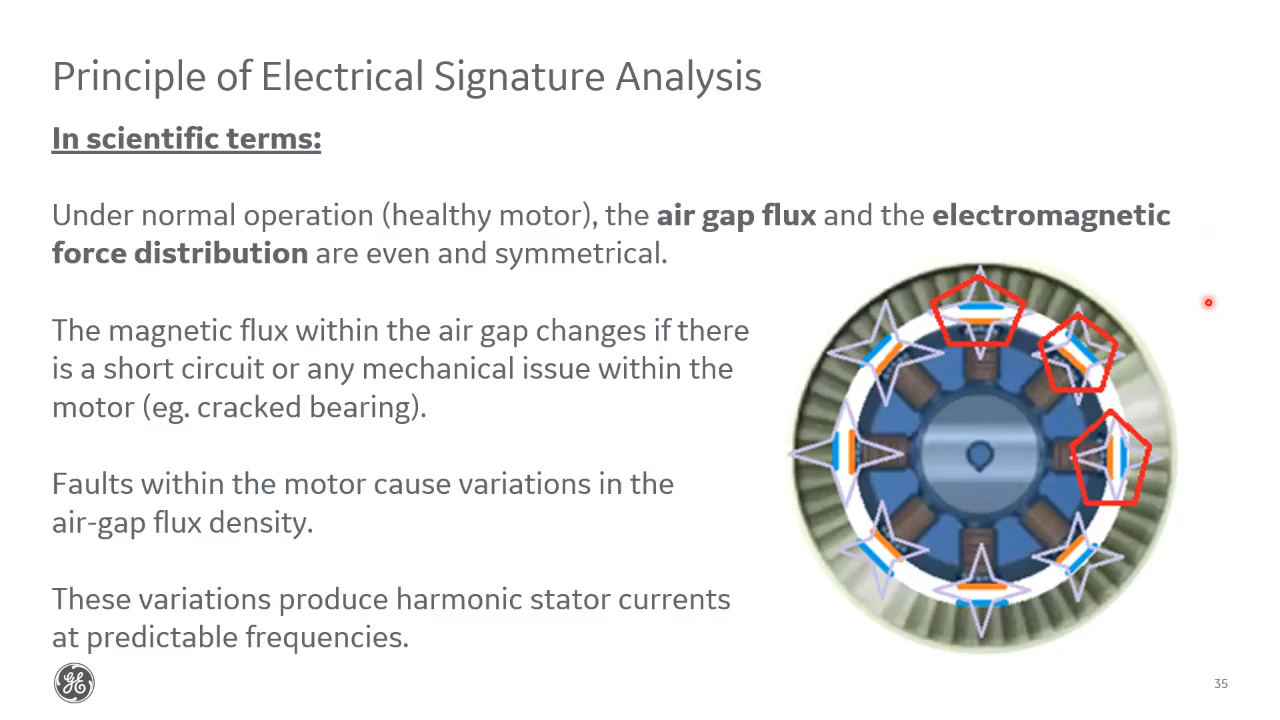 Principle of Electrical Signature Analysis
In scientific terms:
Under normal operation (healthy motor), the air gap flux and the electromagnetic
force distribution are even and symmetrical.
The magnetic flux within the air gap changes if there
is a short circuit or any mechanical issue within the
motor (eg. cracked bearing).
Faults within the motor cause variations in the
air-gap flux density.
These variations produce harmonic stator currents
at predictable frequencies.
GE
35